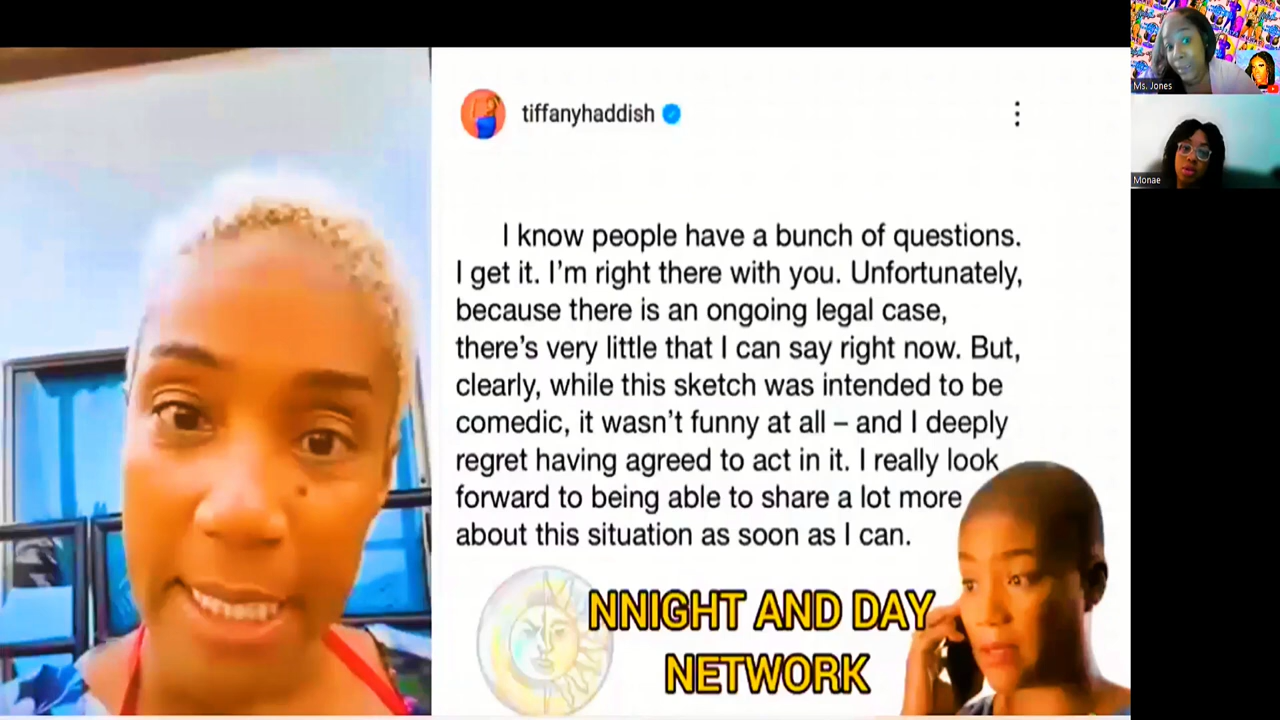 tiffanyhaddish
I know people have a bunch of questions.
I get it. I'm right there with you. Unfortunately,
because there is an ongoing legal case,
there's very little that I can say right now. But,
clearly, while this sketch was intended to be
comedic, it wasn't funny at all – and I deeply
regret having agreed to act in it. I really look
forward to being able to share a lot more
about this situation as soon as I can.
NNIGHT AND DAY
NETWORK
Ms. Jones
Monae